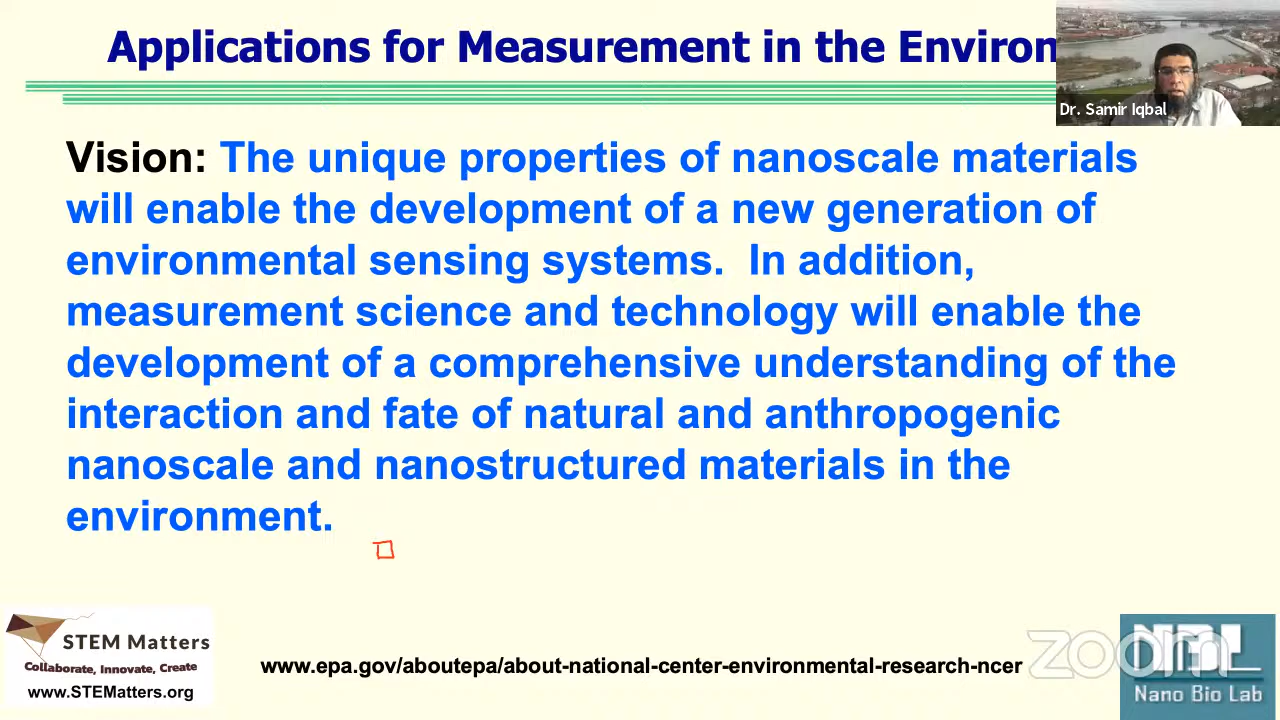 Applications for Measurement in the Environ
Dr. Samir Iqbal
Vision: The unique properties of nanoscale materials
will enable the development of a new generation of
environmental sensing systems.  In addition,
measurement science and technology will enable the
development of a comprehensive understanding of the
interaction and fate of natural and anthropogenic
nanoscale and nanostructured materials in the
environment.
STEM Matters
Collaborate, Innovate, Create
www.STEMatters.org
www.epa.gov/aboutepa/about-national-center-environmental-research-ncer
zoom
NBL
Nano Bio Lab